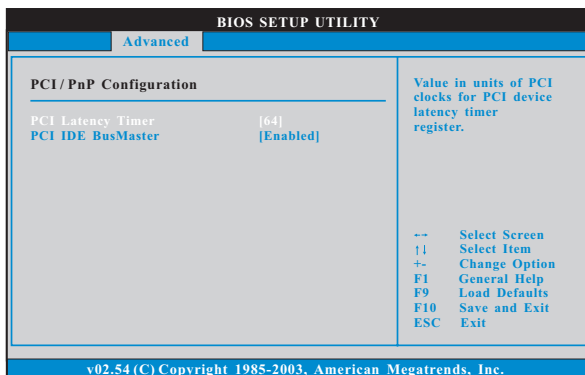 BIOS SETUP UTILITY
Advanced
PCI / PnP Configuration
PCI Latency Timer [64]
PCI IDE BusMaster [Enabled]
Value in units of PCI
clocks for PCI device
latency timer
register.
←→ Select Screen
↑↓ Select Item
+- Change Option
F1 General Help
F9 Load Defaults
F10 Save and Exit
ESC Exit
v02.54 (C) Copyright 1985-2003, American Megatrends, Inc.